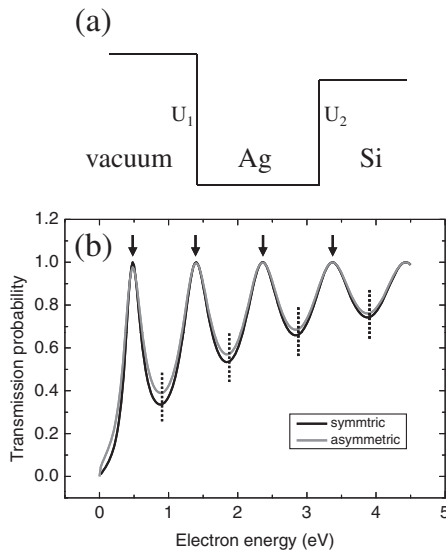 (a)
U1
U2
vacuum
Ag
Si
(b)
1.2
1.0
0.8
0.6
0.4
0.2
0.0
Transmission probability
symmtric
asymmetric
0 1 2 3 4 5
Electron energy (eV)